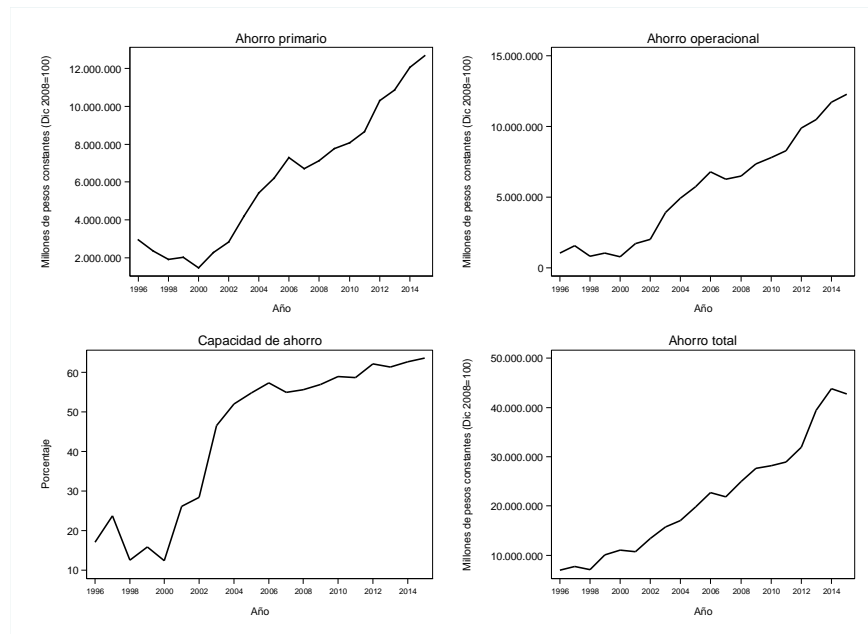 Ahorro primario
Millones de pesos constantes (Dic 2008=100)
12.000.000
10.000.000
8.000.000
6.000.000
4.000.000
2.000.000
1996 1998 2000 2002 2004 2006 2008 2010 2012 2014
Año
Ahorro operacional
Millones de pesos constantes (Dic 2008=100)
15.000.000
10.000.000
5.000.000
0
1996 1998 2000 2002 2004 2006 2008 2010 2012 2014
Año
Capacidad de ahorro
Porcentaje
60
50
40
30
20
10
1996 1998 2000 2002 2004 2006 2008 2010 2012 2014
Año
Ahorro total
Millones de pesos constantes (Dic 2008=100)
50.000.000
40.000.000
30.000.000
20.000.000
10.000.000
1996 1998 2000 2002 2004 2006 2008 2010 2012 2014
Año